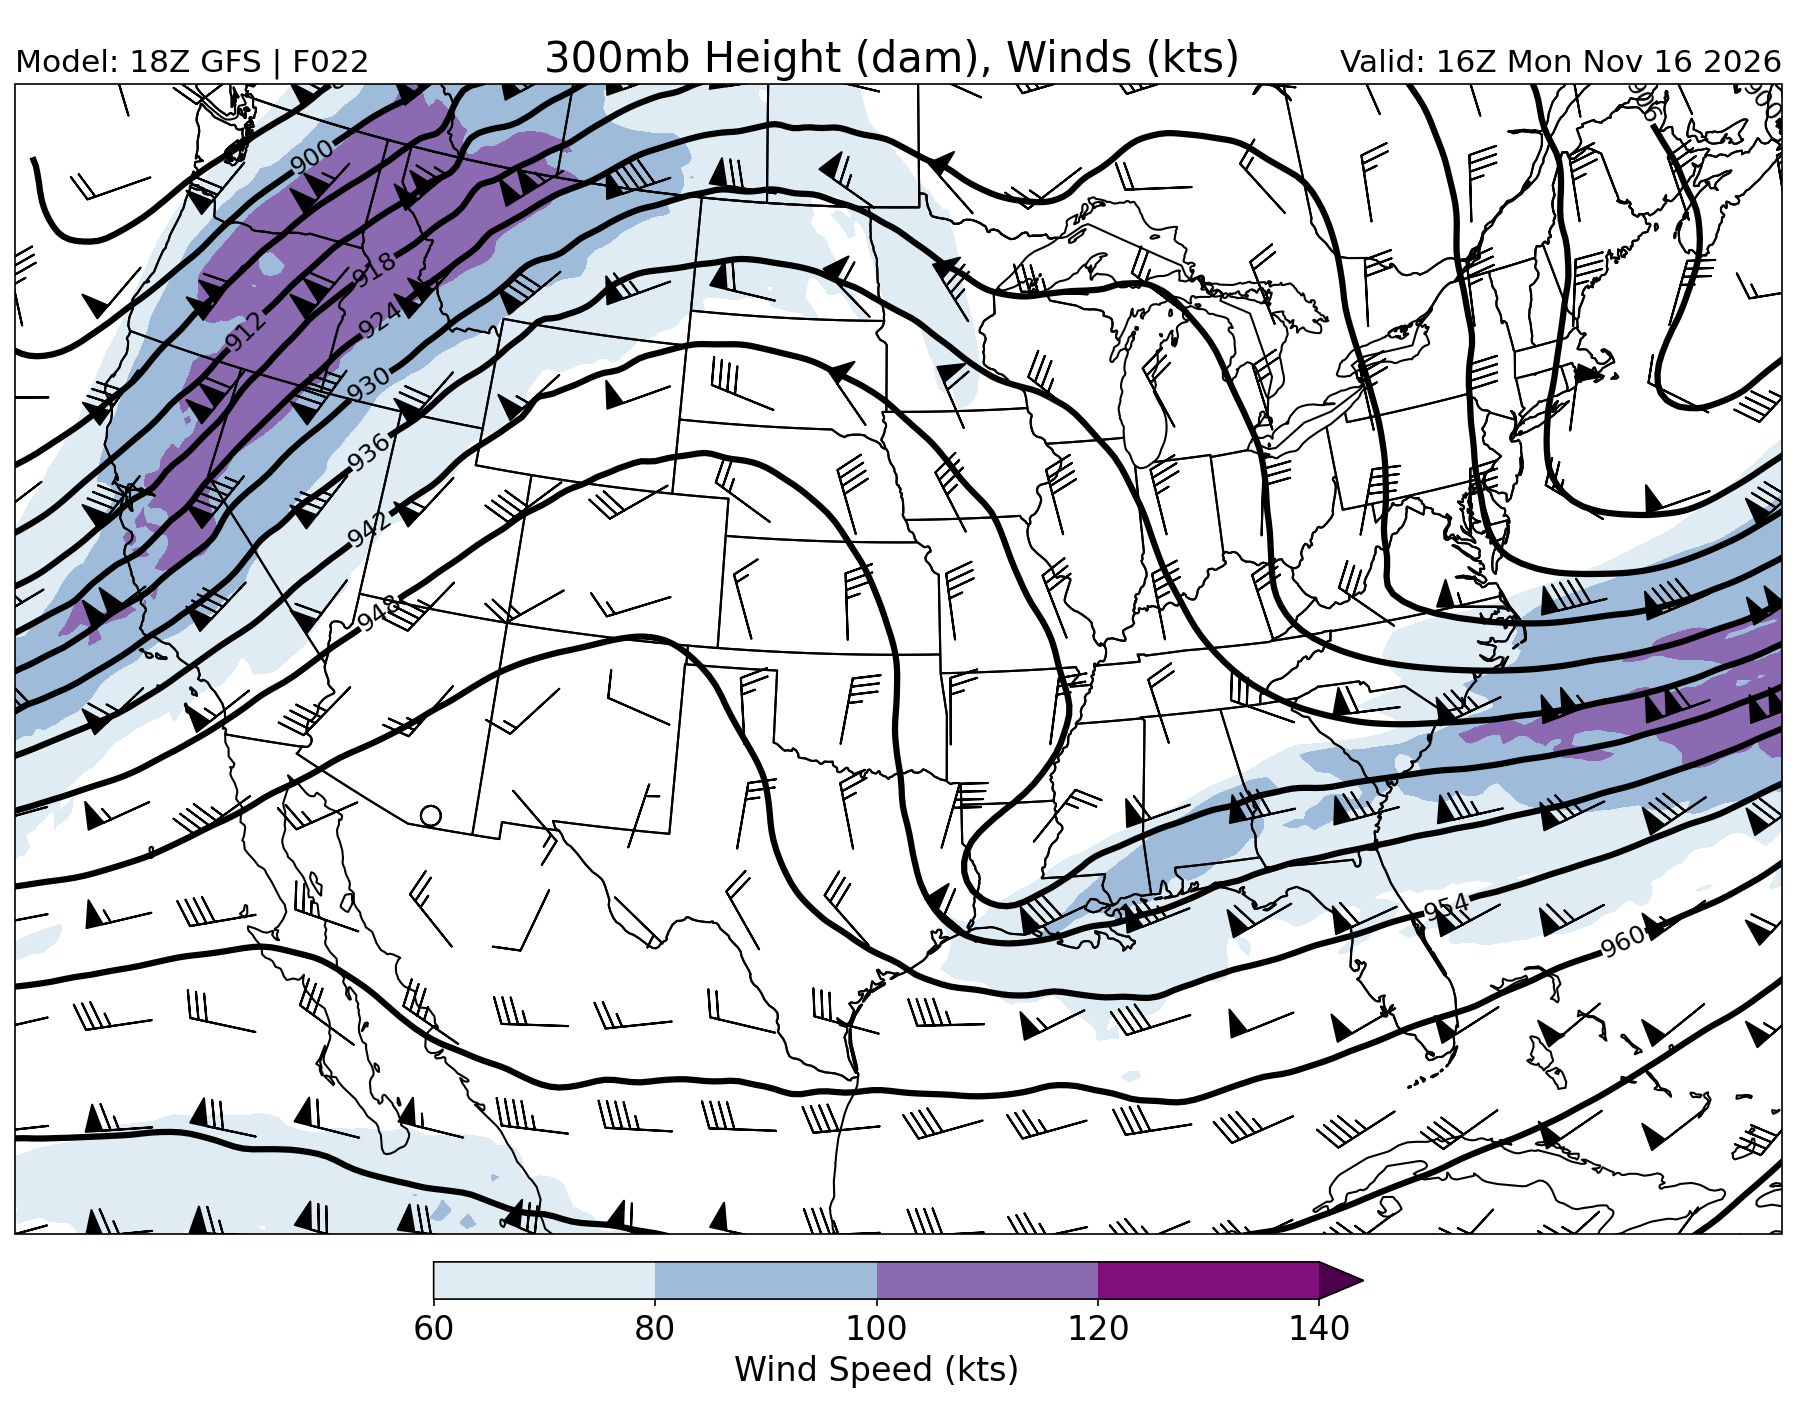 Model: 18Z GFS | F022
300mb Height (dam), Winds (kts)
Valid: 16Z Mon Nov 16 2026
900
912
918
924
930
936
942
948
954
960
60 80 100 120 140
Wind Speed (kts)